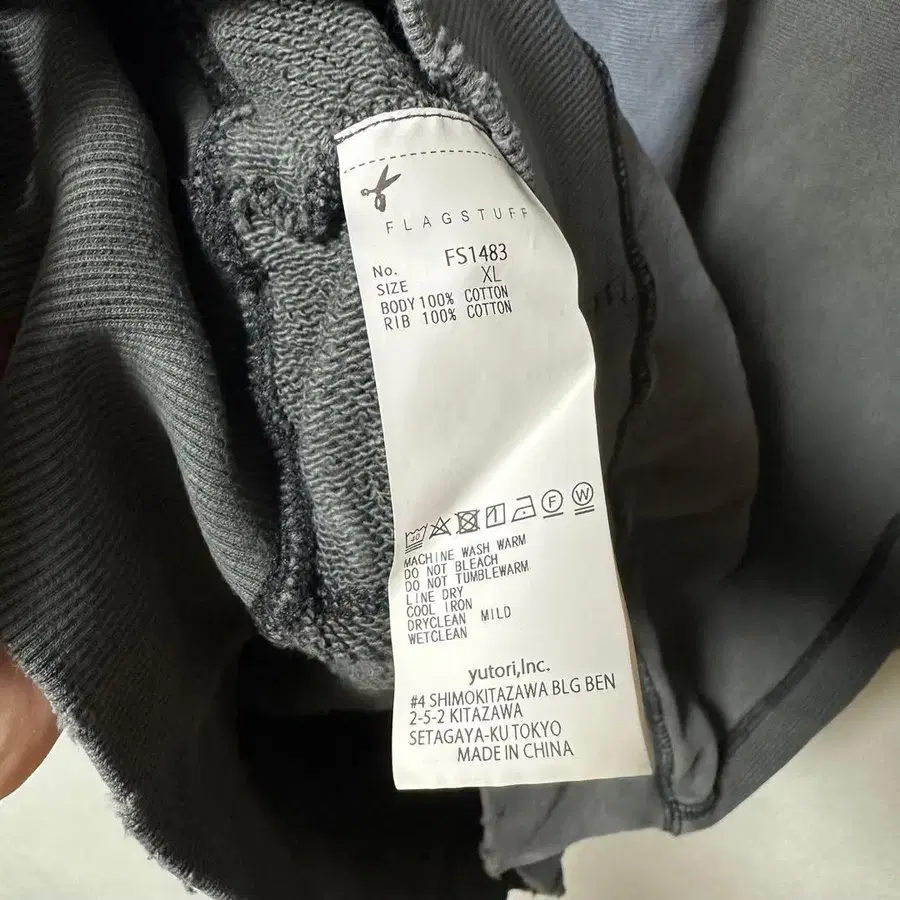 FLAGSTUFF
No. FS1483
SIZE XL
BODY 100% COTTON
RIB 100% COTTON
40 F W
MACHINE WASH WARM
DO NOT BLEACH
DO NOT TUMBLEWARM
LINE DRY
COOL IRON
DRYCLEAN MILD
WETCLEAN
yutori,Inc.
#4 SHIMOKITAZAWA BLG BEN
2-5-2 KITAZAWA
SETAGAYA-KU TOKYO
MADE IN CHINA